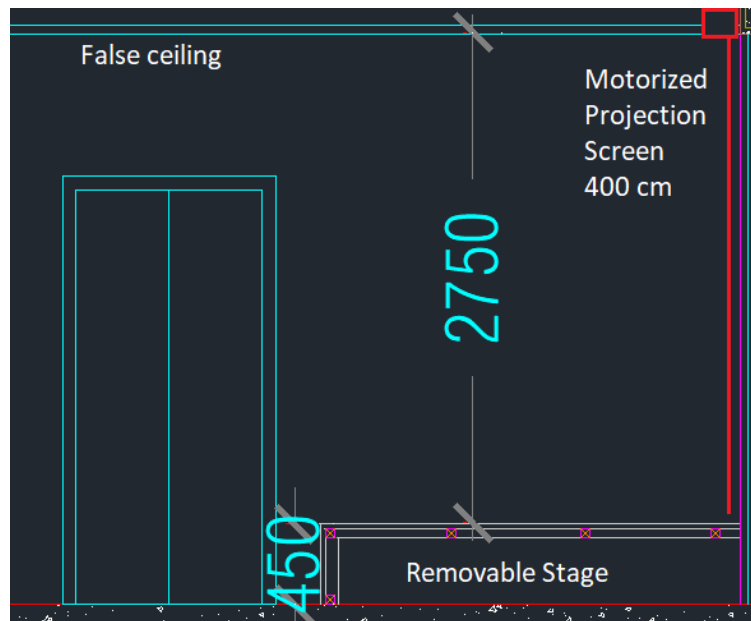 False ceiling
Motorized
Projection
Screen
400 cm
2750
450
Removable Stage